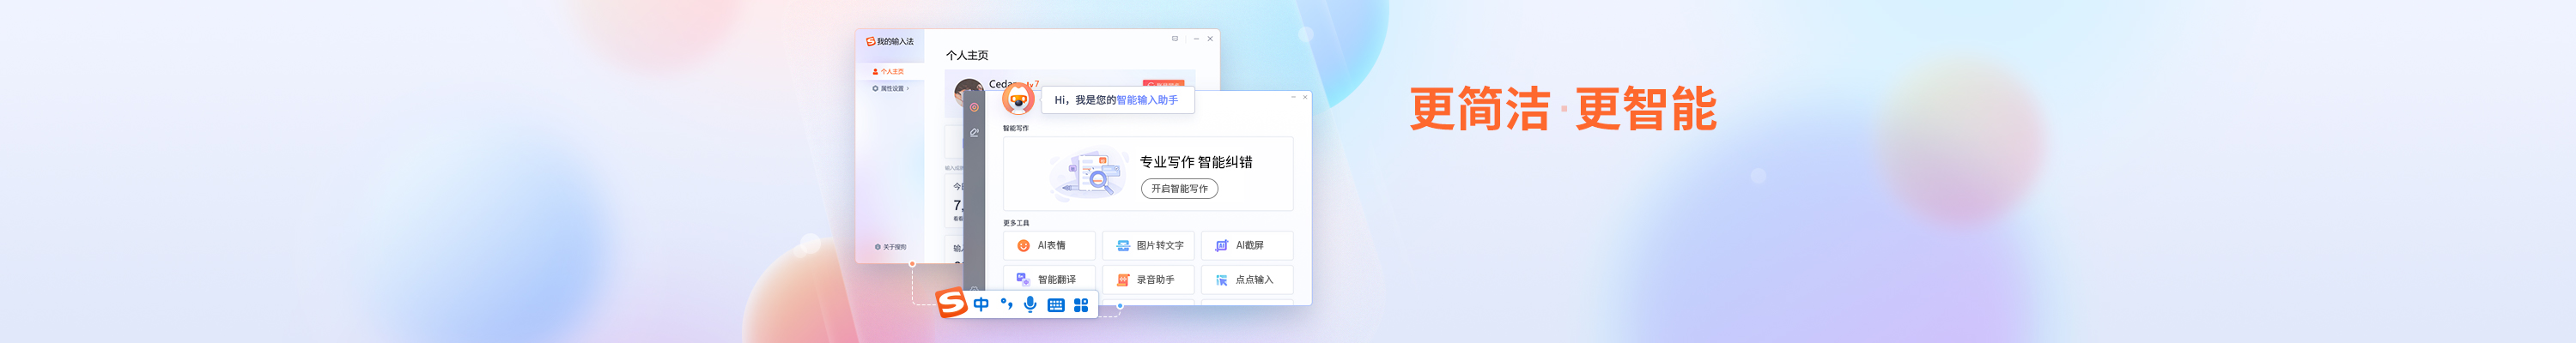 我的输入法
个人主页
个人主页
属性设置
Hi，我是您的智能输入助手
智能写作
专业写作 智能纠错
开启智能写作
更多工具
AI表情
图片转文字
AI截屏
智能翻译
录音助手
点点输入
关于搜狗
中
更简洁·更智能